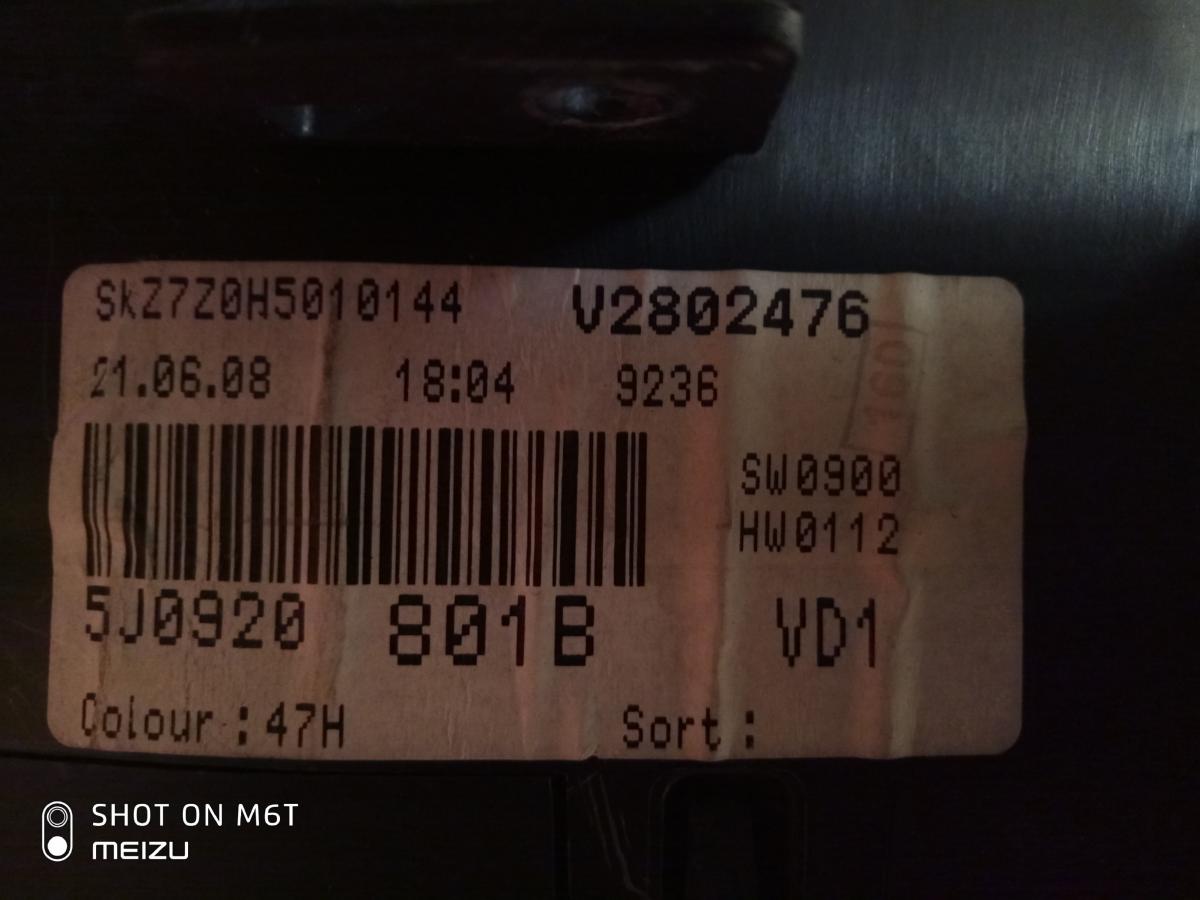 SkZ7Z0H5010144 V2802476
21.06.08 18:04 9236
160
SW0900
HW0112
5J0920 801B VD1
Colour : 47H Sort :
SHOT ON M6T
MEIZU